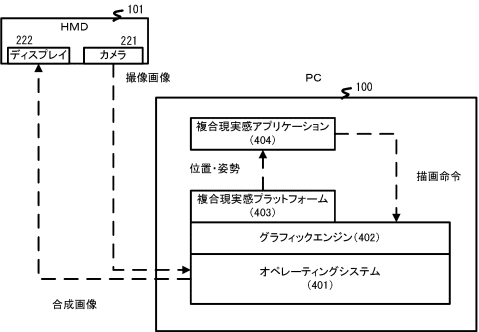 101
HMD
222
221
ディスプレイ
カメラ
撮像画像
PC
100
複合現実感アプリケーション
(404)
位置・姿勢
描画命令
複合現実感プラットフォーム
(403)
グラフィックエンジン(402)
オペレーティングシステム
(401)
合成画像